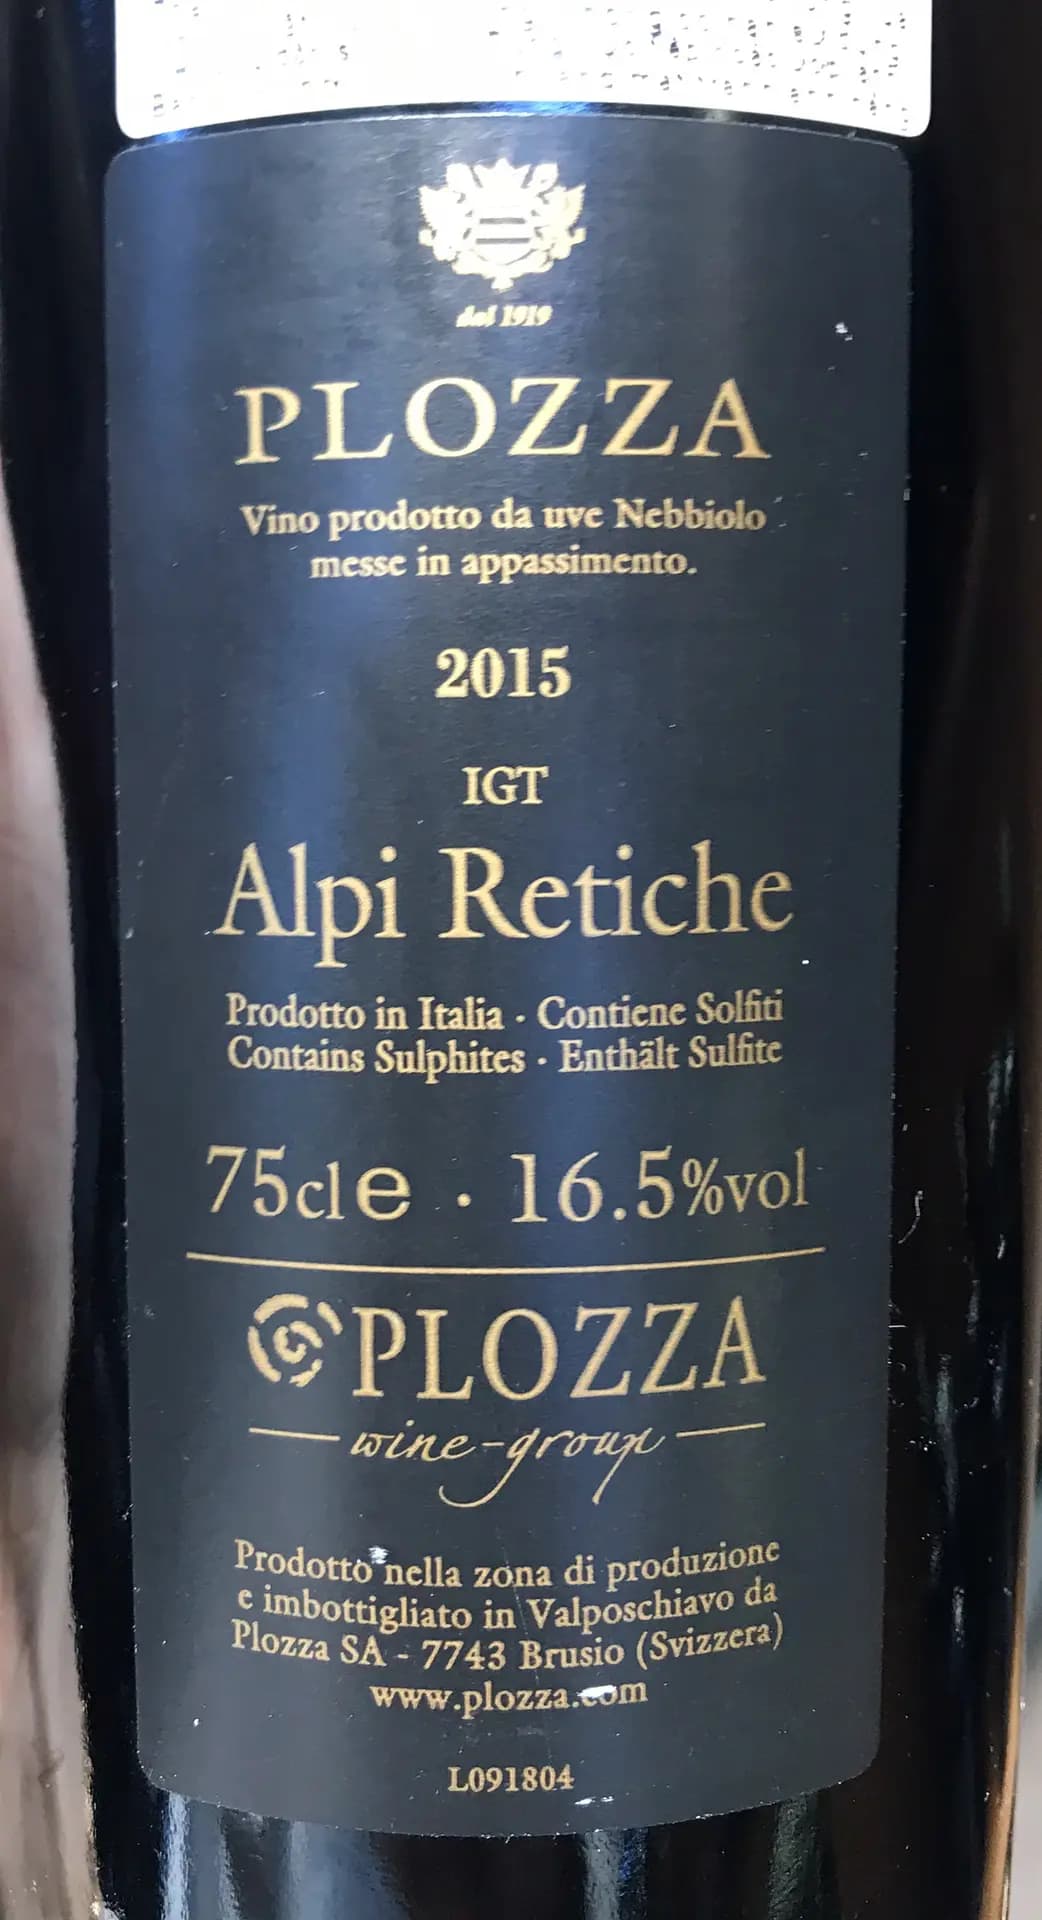 dal 1919
PLOZZA
Vino prodotto da uve Nebbiolo
messe in appassimento.
2015
IGT
Alpi Retiche
Prodotto in Italia · Contiene Solfiti
Contains Sulphites · Enthält Sulfite
75cl e · 16.5%vol
PLOZZA
wine-group
Prodotto nella zona di produzione
e imbottigliato in Valposchiavo da
Plozza SA - 7743 Brusio (Svizzera)
www.plozza.com
L091804